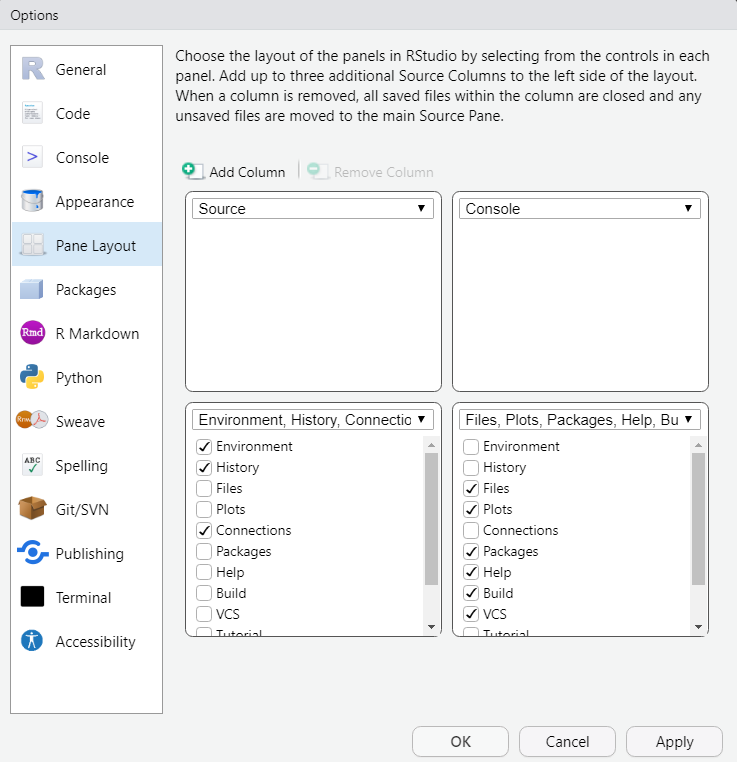 Options
General
Code
Console
Appearance
Pane Layout
Packages
Rmd R Markdown
Python
Rnw Sweave
ABC Spelling
Git/SVN
Publishing
Terminal
Accessibility
Choose the layout of the panels in RStudio by selecting from the controls in each
panel. Add up to three additional Source Columns to the left side of the layout.
When a column is removed, all saved files within the column are closed and any
unsaved files are moved to the main Source Pane.
Add Column
Remove Column
Source
Console
Environment, History, Connectio
Environment
History
Files
Plots
Connections
Packages
Help
Build
VCS
Tutorial
Files, Plots, Packages, Help, Bu
Environment
History
Files
Plots
Connections
Packages
Help
Build
VCS
Tutorial
OK
Cancel
Apply